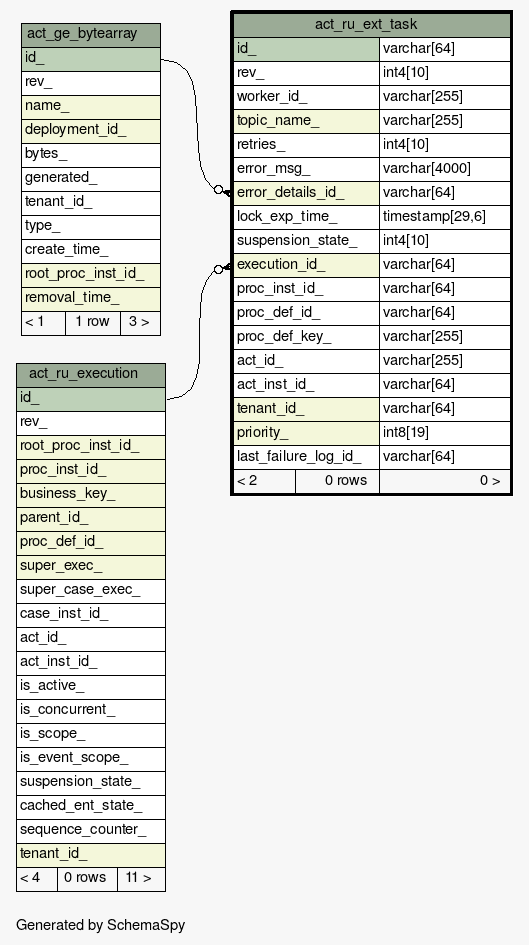 act_ge_bytearray
id_
rev_
name_
deployment_id_
bytes_
generated_
tenant_id_
type_
create_time_
root_proc_inst_id_
removal_time_
< 1 1 row 3 >
act_ru_ext_task
id_ varchar[64]
rev_ int4[10]
worker_id_ varchar[255]
topic_name_ varchar[255]
retries_ int4[10]
error_msg_ varchar[4000]
error_details_id_ varchar[64]
lock_exp_time_ timestamp[29,6]
suspension_state_ int4[10]
execution_id_ varchar[64]
proc_inst_id_ varchar[64]
proc_def_id_ varchar[64]
proc_def_key_ varchar[255]
act_id_ varchar[255]
act_inst_id_ varchar[64]
tenant_id_ varchar[64]
priority_ int8[19]
last_failure_log_id_ varchar[64]
< 2 0 rows 0 >
act_ru_execution
id_
rev_
root_proc_inst_id_
proc_inst_id_
business_key_
parent_id_
proc_def_id_
super_exec_
super_case_exec_
case_inst_id_
act_id_
act_inst_id_
is_active_
is_concurrent_
is_scope_
is_event_scope_
suspension_state_
cached_ent_state_
sequence_counter_
tenant_id_
< 4 0 rows 11 >
Generated by SchemaSpy